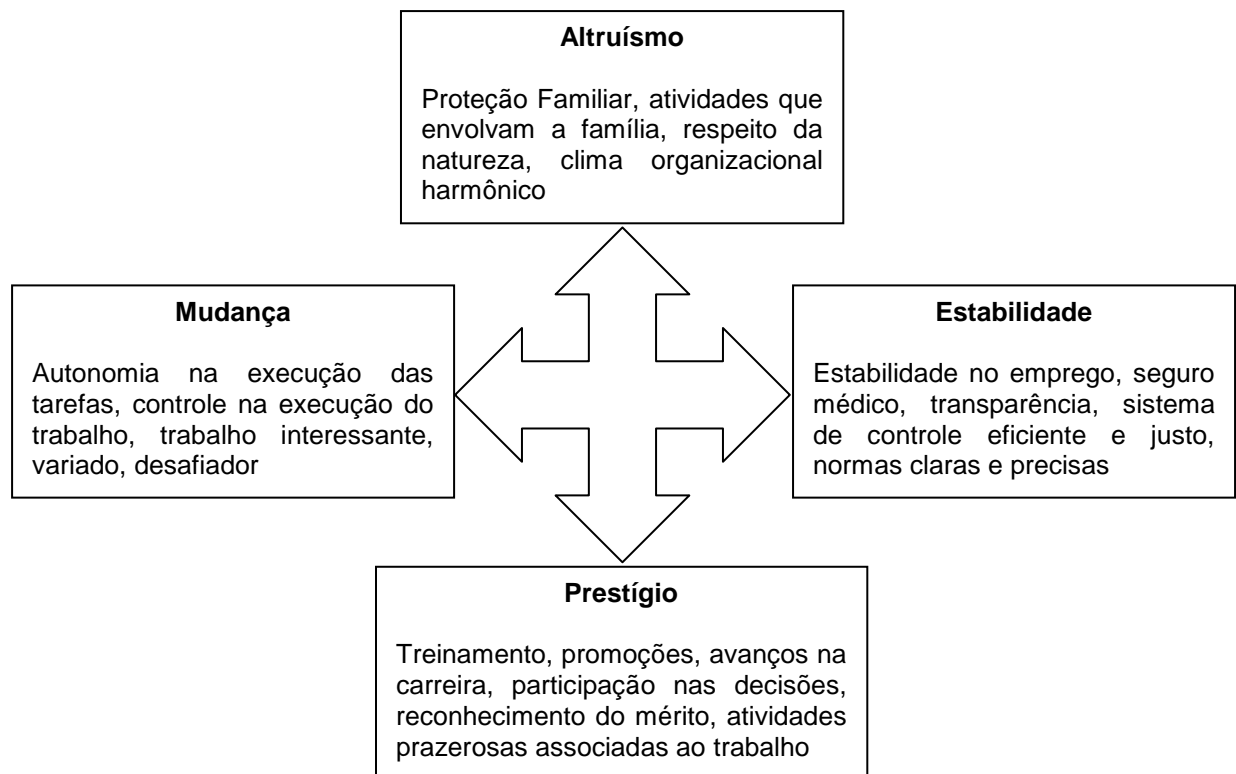 Altruísmo
Proteção Familiar, atividades que
envolvam a família, respeito da
natureza, clima organizacional
harmônico
Mudança
Autonomia na execução das
tarefas, controle na execução do
trabalho, trabalho interessante,
variado, desafiador
Estabilidade
Estabilidade no emprego, seguro
médico, transparência, sistema
de controle eficiente e justo,
normas claras e precisas
Prestígio
Treinamento, promoções, avanços na
carreira, participação nas decisões,
reconhecimento do mérito, atividades
prazerosas associadas ao trabalho